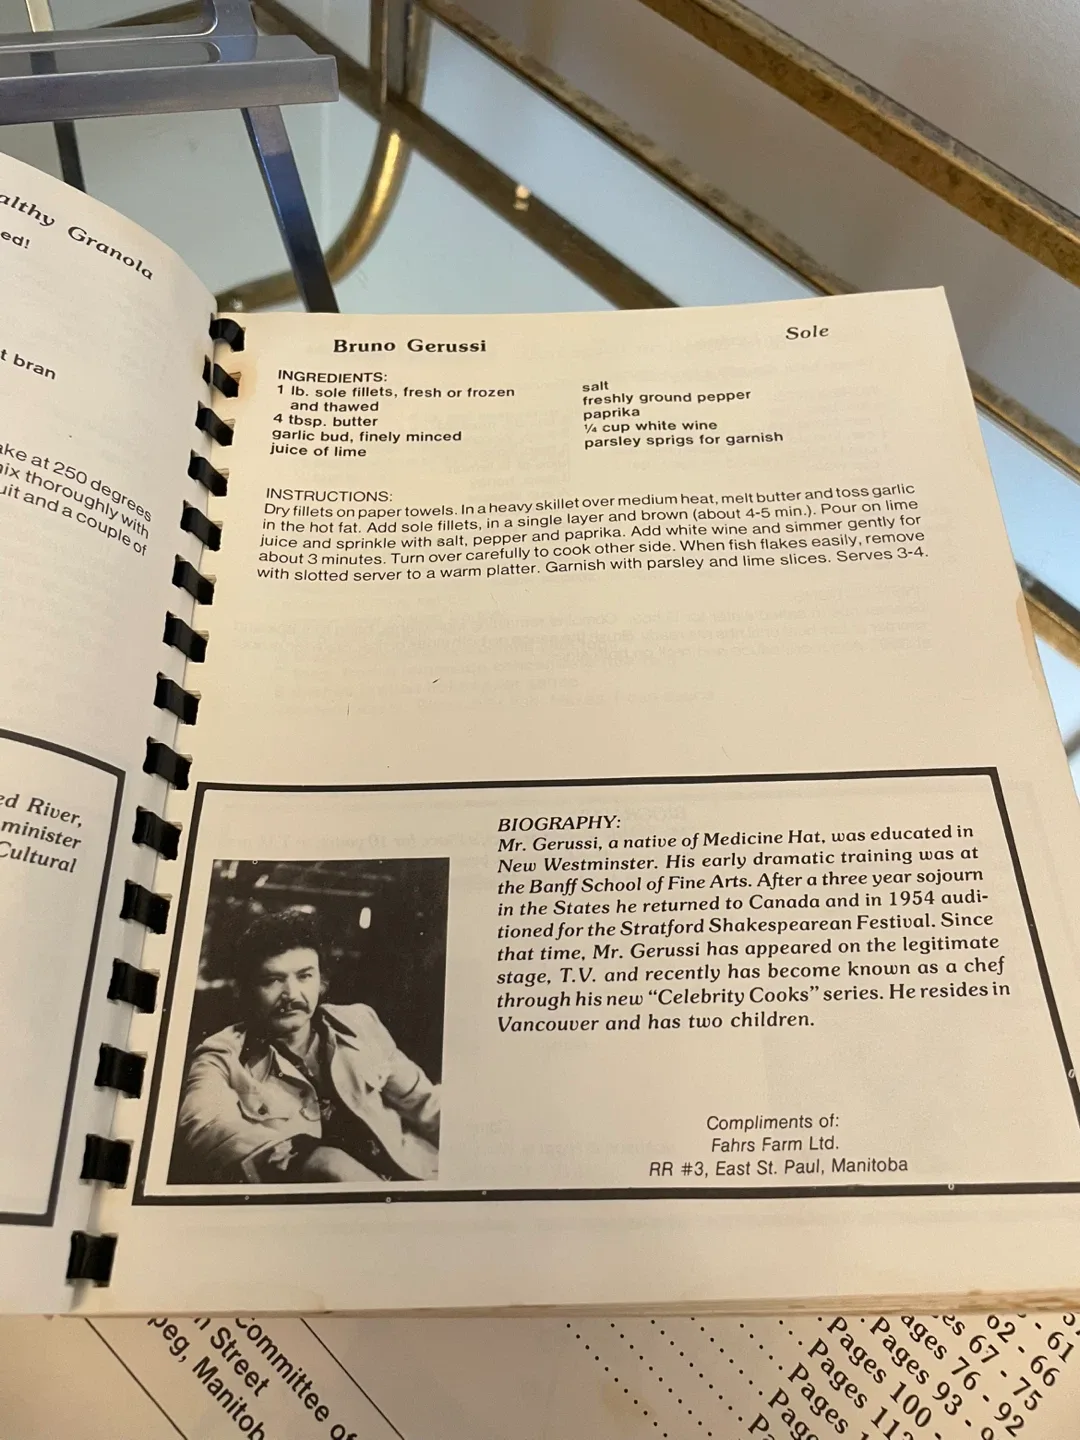 althy Granola
ed!
t bran
ake at 250 degrees
mix thoroughly with
uit and a couple of
ed River,
minister
Cultural
Bruno Gerussi
Sole
INGREDIENTS:
1 lb. sole fillets, fresh or frozen
and thawed
4 tbsp. butter
garlic bud, finely minced
juice of lime
salt
freshly ground pepper
paprika
¼ cup white wine
parsley sprigs for garnish
INSTRUCTIONS:
Dry fillets on paper towels. In a heavy skillet over medium heat, melt butter and toss garlic
in the hot fat. Add sole fillets, in a single layer and brown (about 4-5 min.). Pour on lime
juice and sprinkle with salt, pepper and paprika. Add white wine and simmer gently for
about 3 minutes. Turn over carefully to cook other side. When fish flakes easily, remove
with slotted server to a warm platter. Garnish with parsley and lime slices. Serves 3-4.
BIOGRAPHY:
Mr. Gerussi, a native of Medicine Hat, was educated in
New Westminster. His early dramatic training was at
the Banff School of Fine Arts. After a three year sojourn
in the States he returned to Canada and in 1954 audi-
tioned for the Stratford Shakespearean Festival. Since
that time, Mr. Gerussi has appeared on the legitimate
stage, T.V. and recently has become known as a chef
through his new “Celebrity Cooks” series. He resides in
Vancouver and has two children.
Compliments of:
Fahrs Farm Ltd.
RR #3, East St. Paul, Manitoba
Committee of
Street
peg, Manitob
- 61
62 - 66
es 67 - 75
ages 76 - 92
Pages 93 - 9
Pages 100 -
Pages 11
Pages
Page
Pa